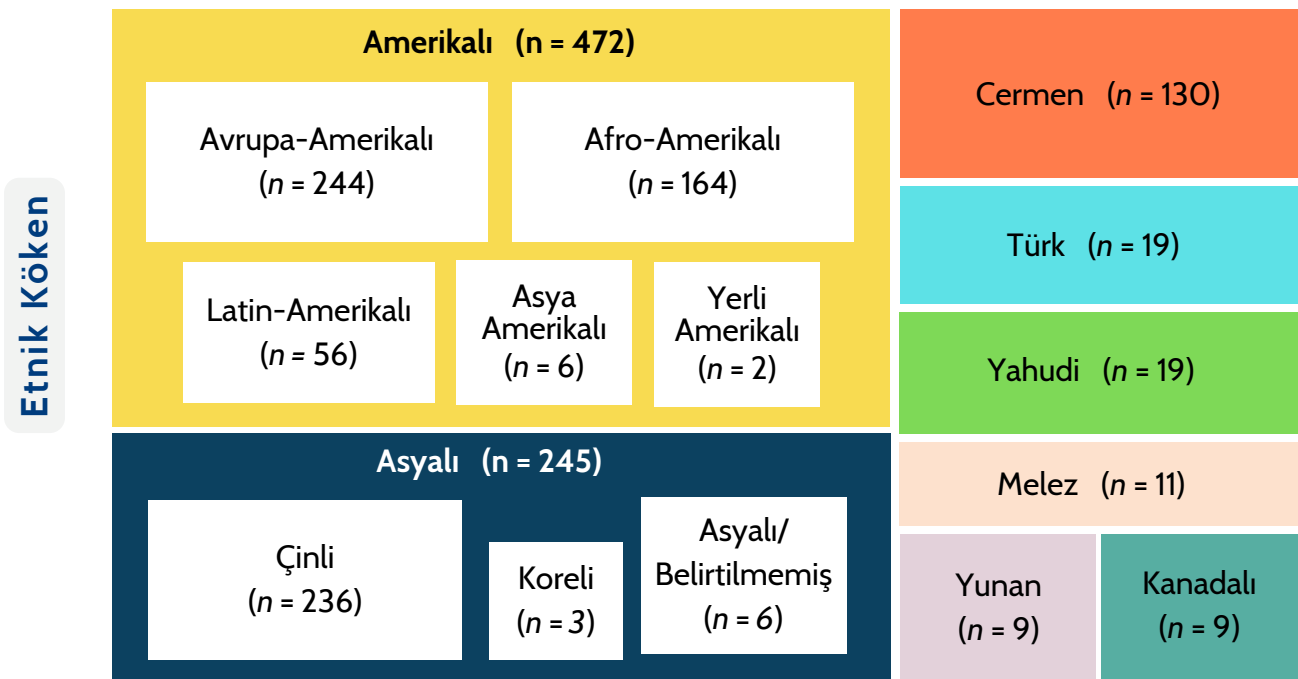 Etnik Köken
Amerikalı (n = 472)
Avrupa-Amerikalı
(n = 244)
Afro-Amerikalı
(n = 164)
Latin-Amerikalı
(n = 56)
Asya
Amerikalı
(n = 6)
Yerli
Amerikalı
(n = 2)
Asyalı (n = 245)
Çinli
(n = 236)
Koreli
(n = 3)
Asyalı/
Belirtilmemiş
(n = 6)
Cermen (n = 130)
Türk (n = 19)
Yahudi (n = 19)
Melez (n = 11)
Yunan
(n = 9)
Kanadalı
(n = 9)